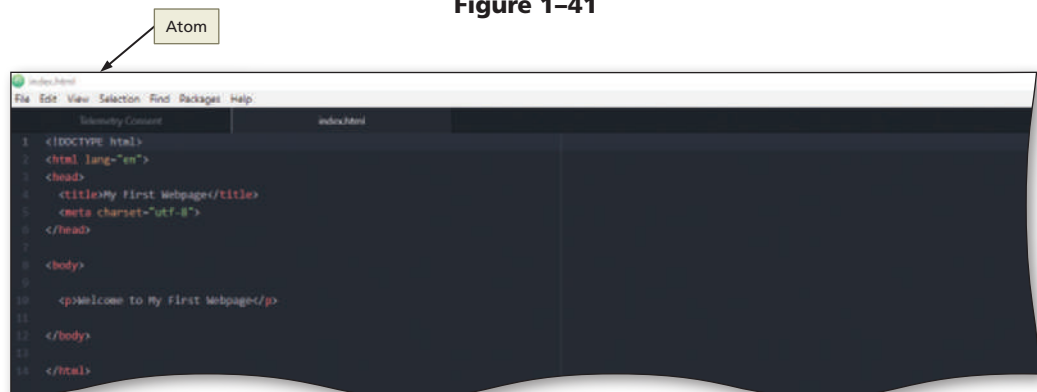 Figure 1–41
Atom
index.html
File Edit View Selection Find Packages Help
Telemetry Consent index.html
1 <!DOCTYPE html>
2 <html lang="en">
3 <head>
4 <title>My First Webpage</title>
5 <meta charset="utf-8">
6 </head>
7
8 <body>
9
10 <p>Welcome to My First Webpage</p>
11
12 </body>
13
14 </html>